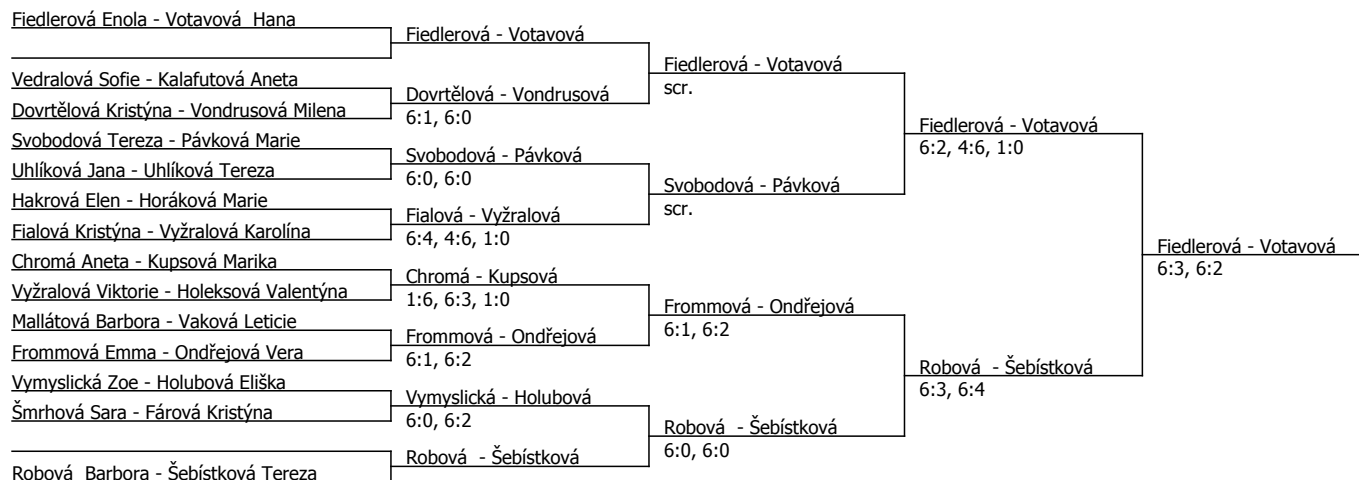 Fiedlerová Enola - Votavová  Hana
Vedralová Sofie - Kalafutová Aneta
Dovrtělová Kristýna - Vondrusová Milena
Svobodová Tereza - Pávková Marie
Uhlíková Jana - Uhlíková Tereza
Hakrová Elen - Horáková Marie
Fialová Kristýna - Vyžralová Karolína
Chromá Aneta - Kupsová Marika
Vyžralová Viktorie - Holeksová Valentýna
Mallátová Barbora - Vaková Leticie
Frommová Emma - Ondřejová Vera
Vymyslická Zoe - Holubová Eliška
Šmrhová Sara - Fárová Kristýna
Robová  Barbora - Šebístková Tereza
Fiedlerová - Votavová
Dovrtělová - Vondrusová
6:1, 6:0
Svobodová - Pávková
6:0, 6:0
Fialová - Vyžralová
6:4, 4:6, 1:0
Chromá - Kupsová
1:6, 6:3, 1:0
Frommová - Ondřejová
6:1, 6:2
Vymyslická - Holubová
6:0, 6:2
Robová  - Šebístková
Fiedlerová - Votavová
scr.
Svobodová - Pávková
scr.
Frommová - Ondřejová
6:1, 6:2
Robová  - Šebístková
6:0, 6:0
Fiedlerová - Votavová
6:2, 4:6, 1:0
Robová  - Šebístková
6:3, 6:4
Fiedlerová - Votavová
6:3, 6:2